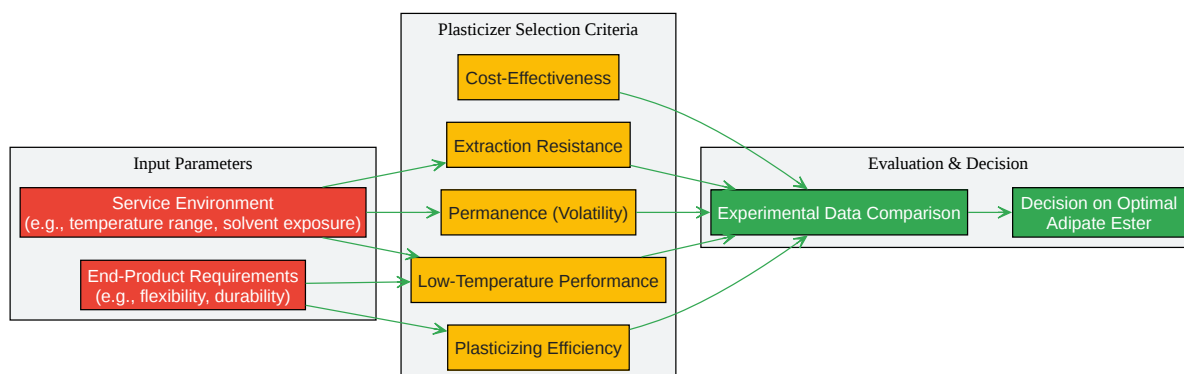 Input Parameters
Service Environment
(e.g., temperature range, solvent exposure)
End-Product Requirements
(e.g., flexibility, durability)
Plasticizer Selection Criteria
Cost-Effectiveness
Extraction Resistance
Permanence (Volatility)
Low-Temperature Performance
Plasticizing Efficiency
Evaluation & Decision
Experimental Data Comparison
Decision on Optimal
Adipate Ester